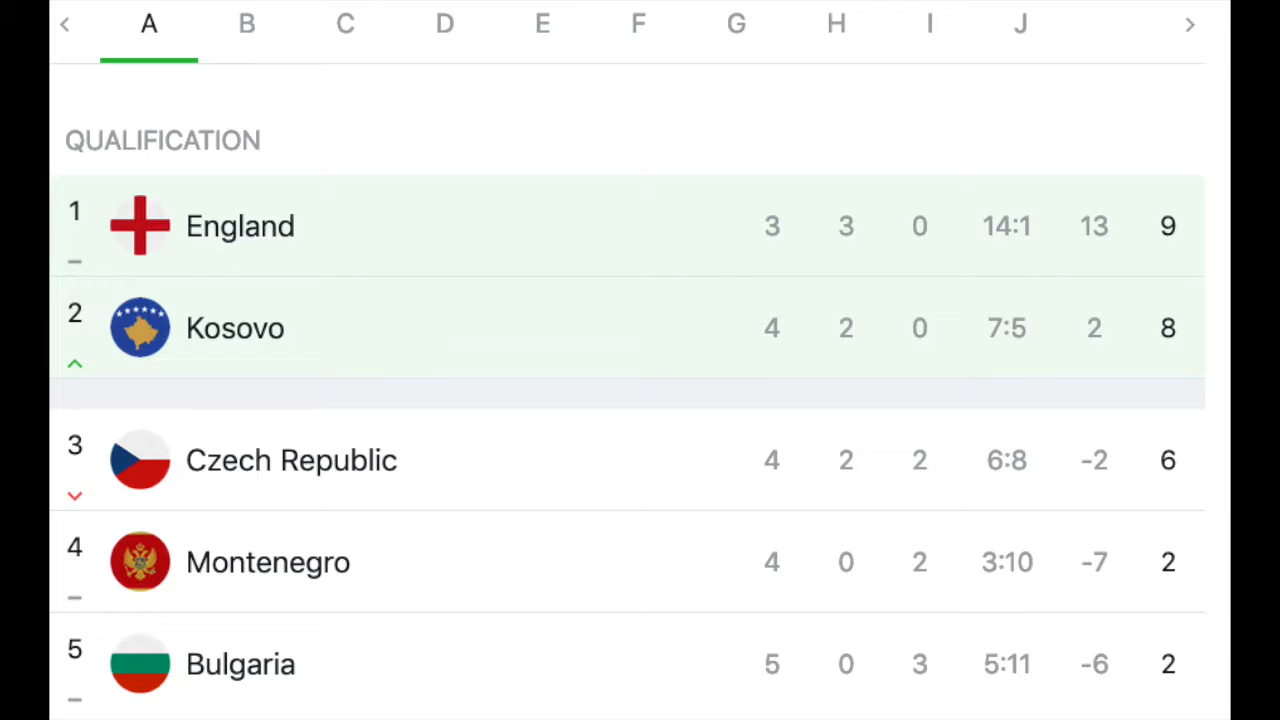 A B C D E F G H I J
QUALIFICATION
1 England 3 3 0 14:1 13 9
2 Kosovo 4 2 0 7:5 2 8
3 Czech Republic 4 2 2 6:8 -2 6
4 Montenegro 4 0 2 3:10 -7 2
5 Bulgaria 5 0 3 5:11 -6 2